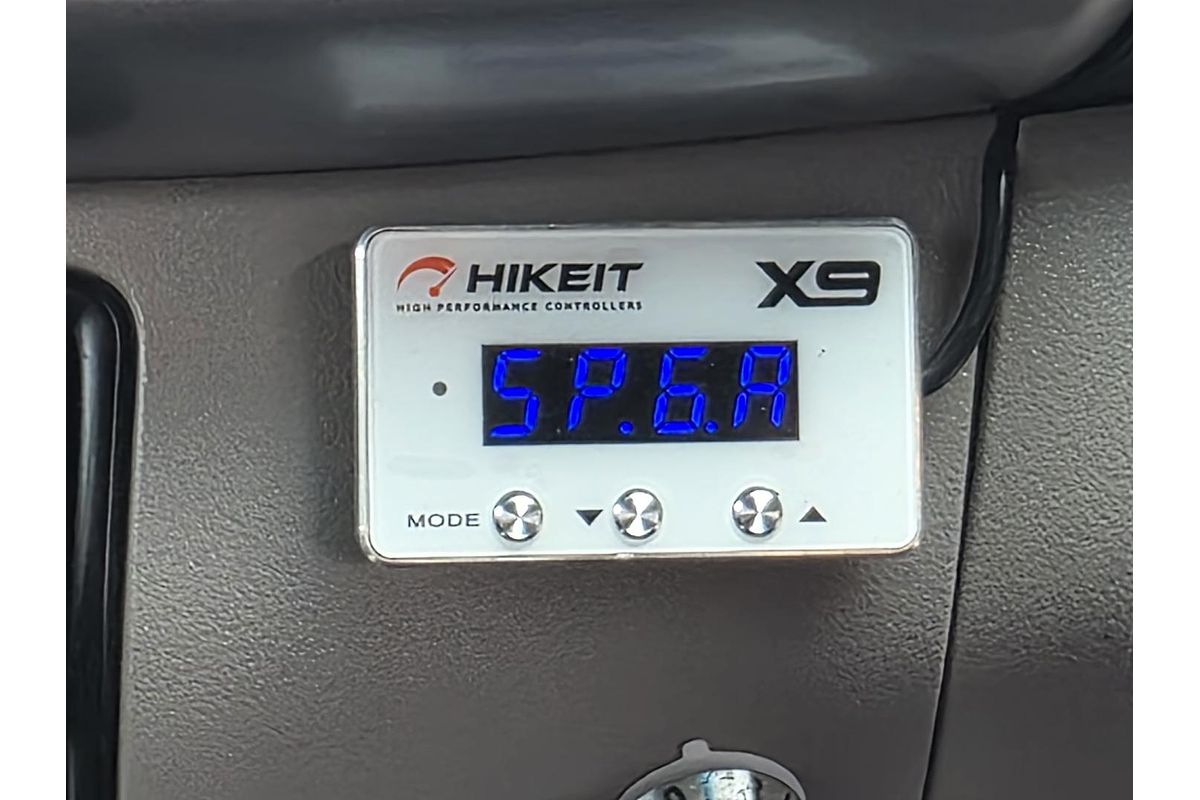 HIKEIT X9
HIGH PERFORMANCE CONTROLLERS
SP.6.A
MODE ▼ ▲